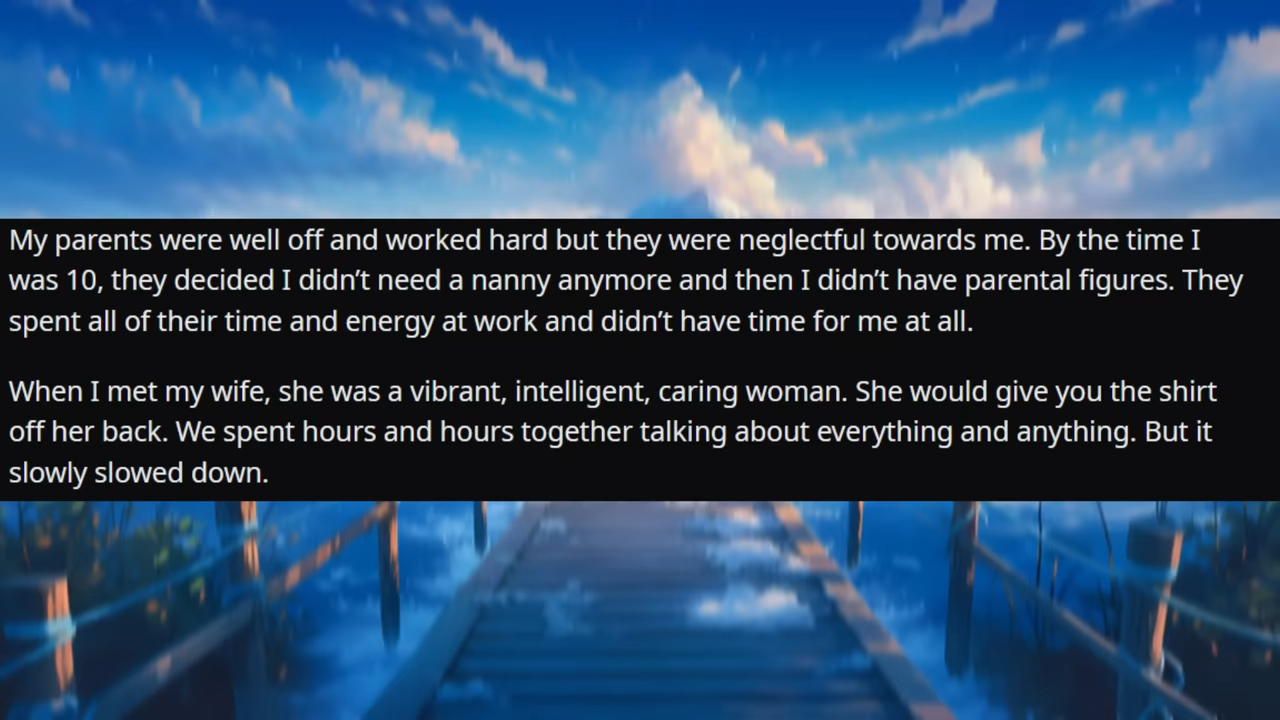 My parents were well off and worked hard but they were neglectful towards me. By the time I
was 10, they decided I didn’t need a nanny anymore and then I didn’t have parental figures. They
spent all of their time and energy at work and didn’t have time for me at all.
When I met my wife, she was a vibrant, intelligent, caring woman. She would give you the shirt
off her back. We spent hours and hours together talking about everything and anything. But it
slowly slowed down.